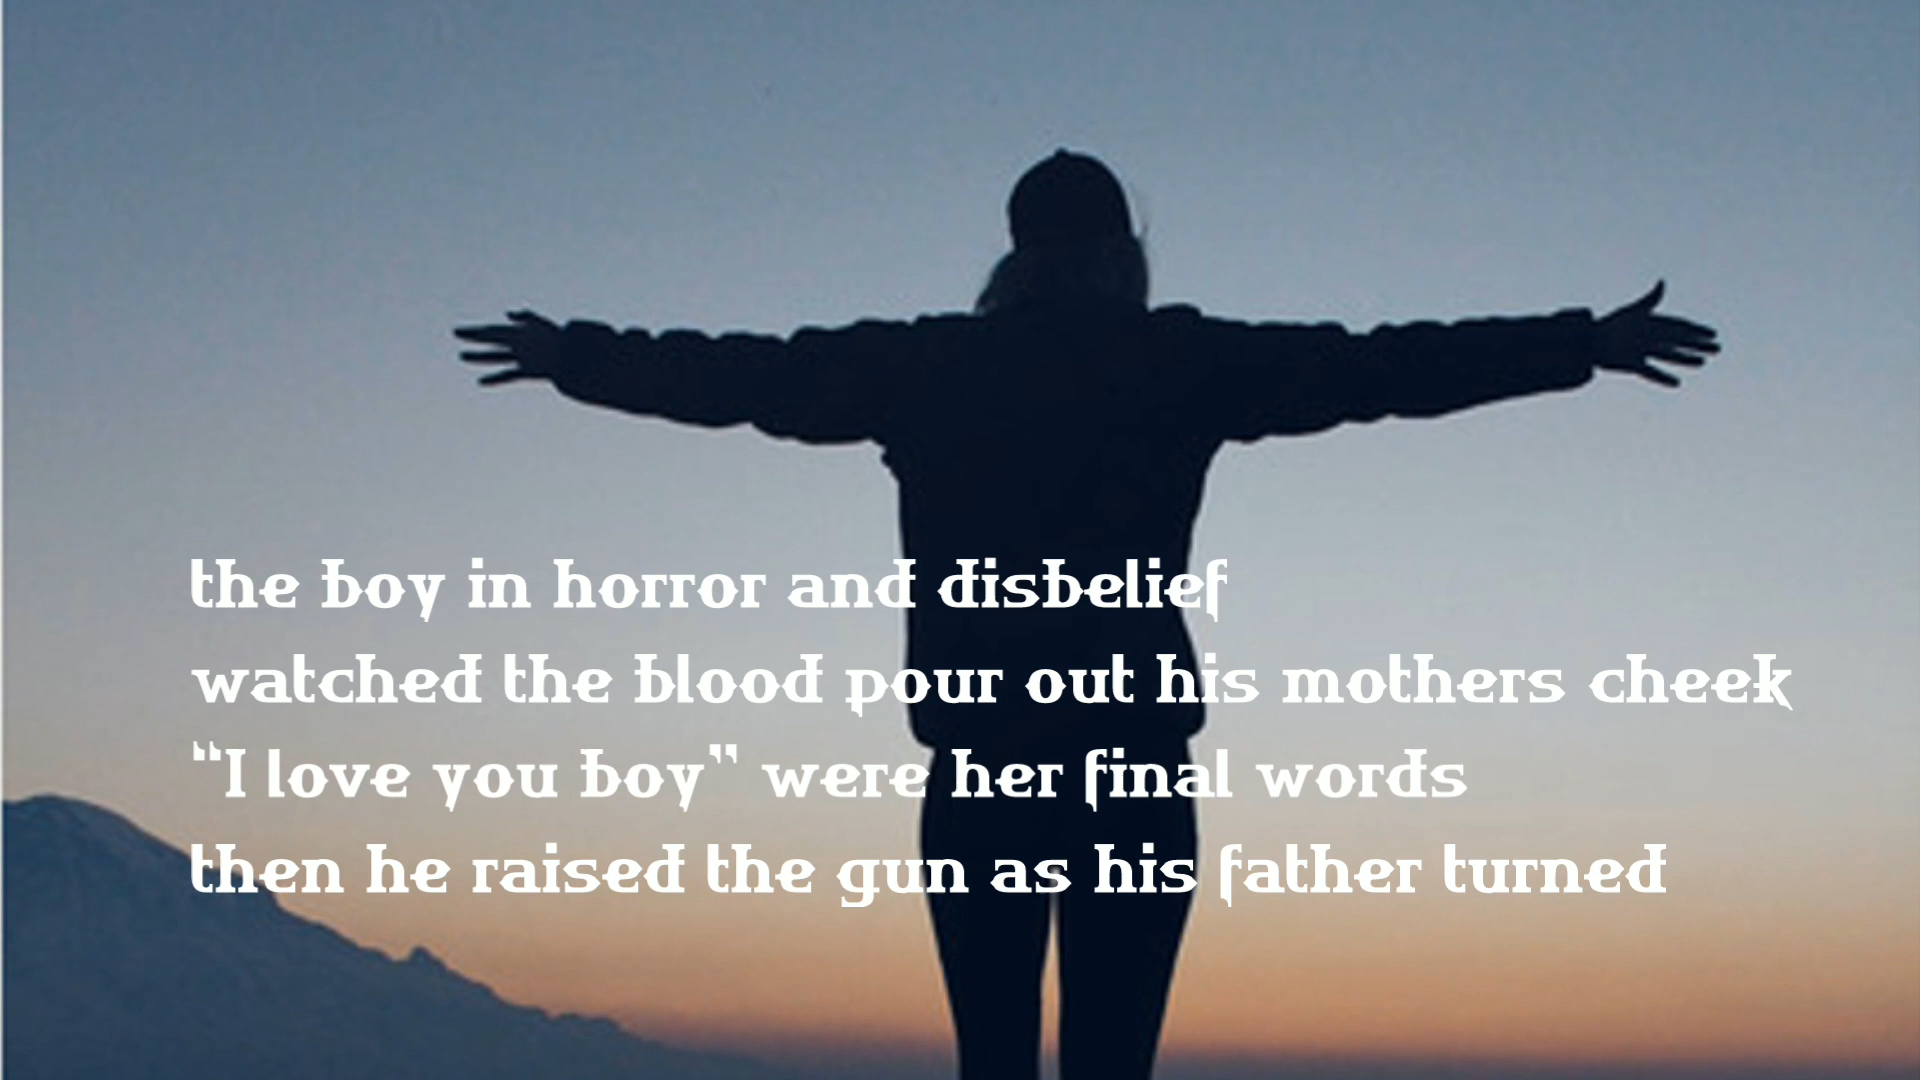 the boy in horror and disbelief
watched the blood pour out his mothers cheek
"I love you boy" were her final words
then he raised the gun as his father turned